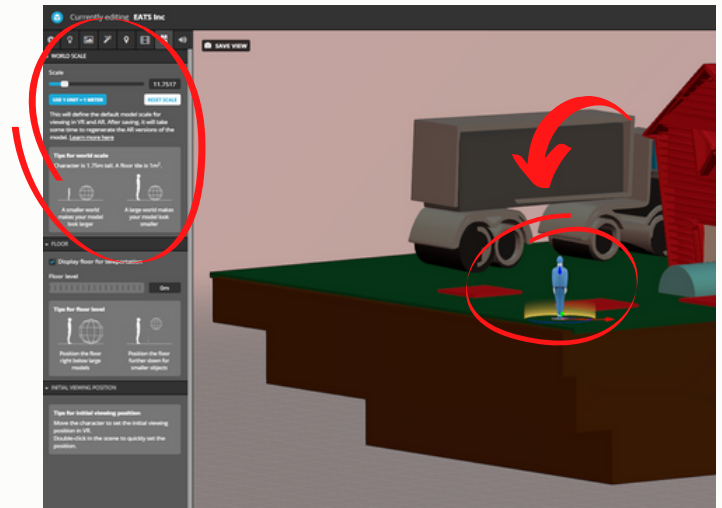 Currently editing EATS Inc
SAVE VIEW
WORLD SCALE
Scale
11.7517
USE 1 UNIT = 1 METER
RESET SCALE
This will define the default model scale for
viewing in VR and AR. After saving, it will take
some time to regenerate the AR versions of the
model. Learn more here
Tips for world scale
Character is 1.75m tall. A floor tile is 1m².
A smaller world
makes your model
look larger
A large world makes
your model look
smaller
FLOOR
Display floor for teleportation
Floor level
0m
Tips for floor level
Position the floor
right below large
models
Position the floor
further down for
smaller objects
INITIAL VIEWING POSITION
Tips for initial viewing position
Move the character to set the initial viewing
position in VR.
Double-click in the scene to quickly set the
position.